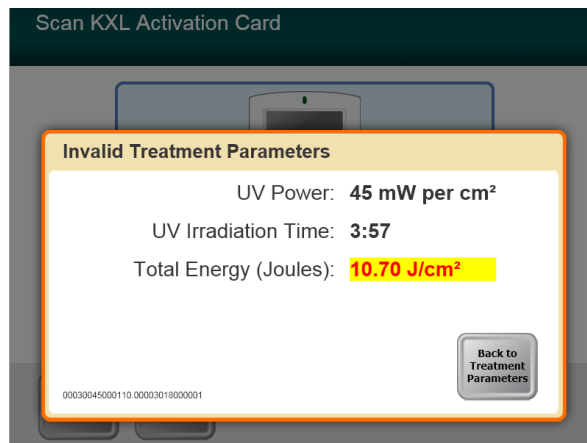 Scan KXL Activation Card
Invalid Treatment Parameters
UV Power: 45 mW per cm²
UV Irradiation Time: 3:57
Total Energy (Joules): 10.70 J/cm²
Back to
Treatment
Parameters
00030045000110.00003018000001